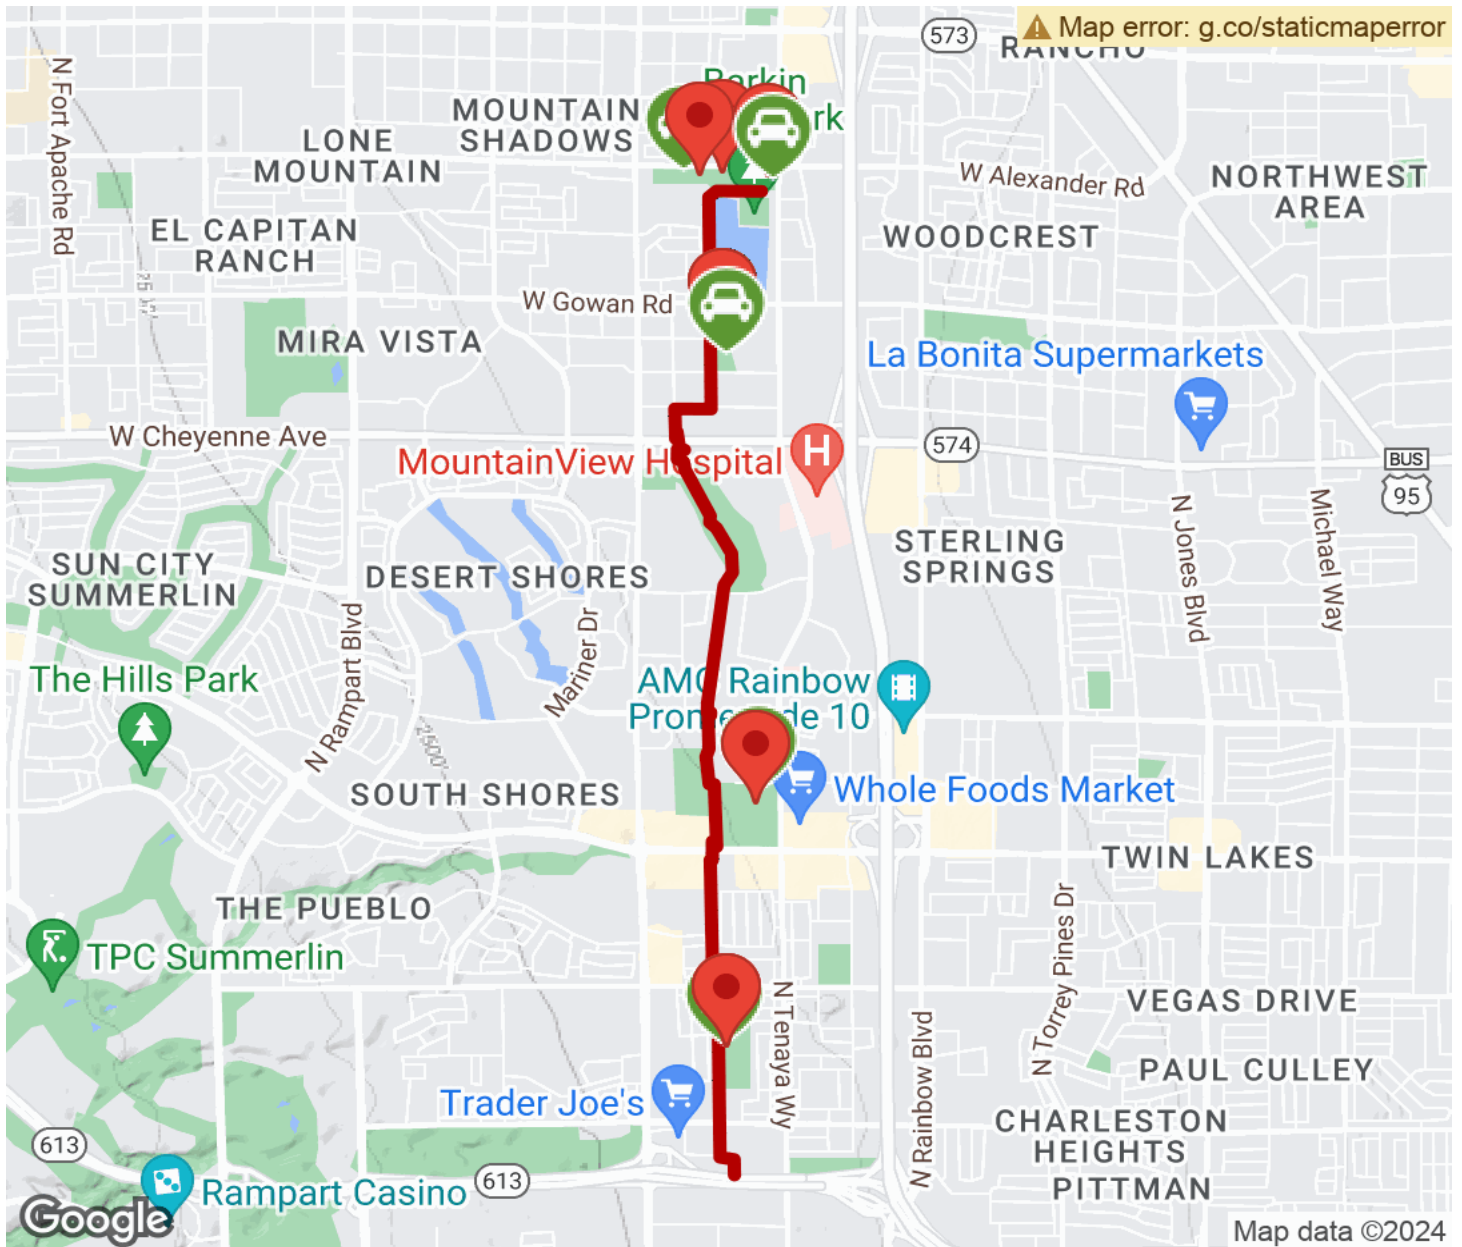 Map error: g.co/staticmaperror
573
RANCHO
N Fort Apache Rd
MOUNTAIN
SHADOWS
LONE
MOUNTAIN
W Alexander Rd
NORTHWEST
AREA
EL CAPITAN
RANCH
WOODCREST
W Gowan Rd
MIRA VISTA
La Bonita Supermarkets
W Cheyenne Ave
574
MountainView Hospital
H
BUS
95
N Jones Blvd
Michael Way
STERLING
SPRINGS
SUN CITY
SUMMERLIN
DESERT SHORES
N Rampart Blvd
Mariner Dr
The Hills Park
AMC Rainbow
Promenade 10
2500'
SOUTH SHORES
Whole Foods Market
TWIN LAKES
THE PUEBLO
TPC Summerlin
N Tenaya Wy
N Torrey Pines Dr
VEGAS DRIVE
N Rainbow Blvd
PAUL CULLEY
Trader Joe's
CHARLESTON
HEIGHTS
PITTMAN
613
613
Rampart Casino
Google
Map data ©2024